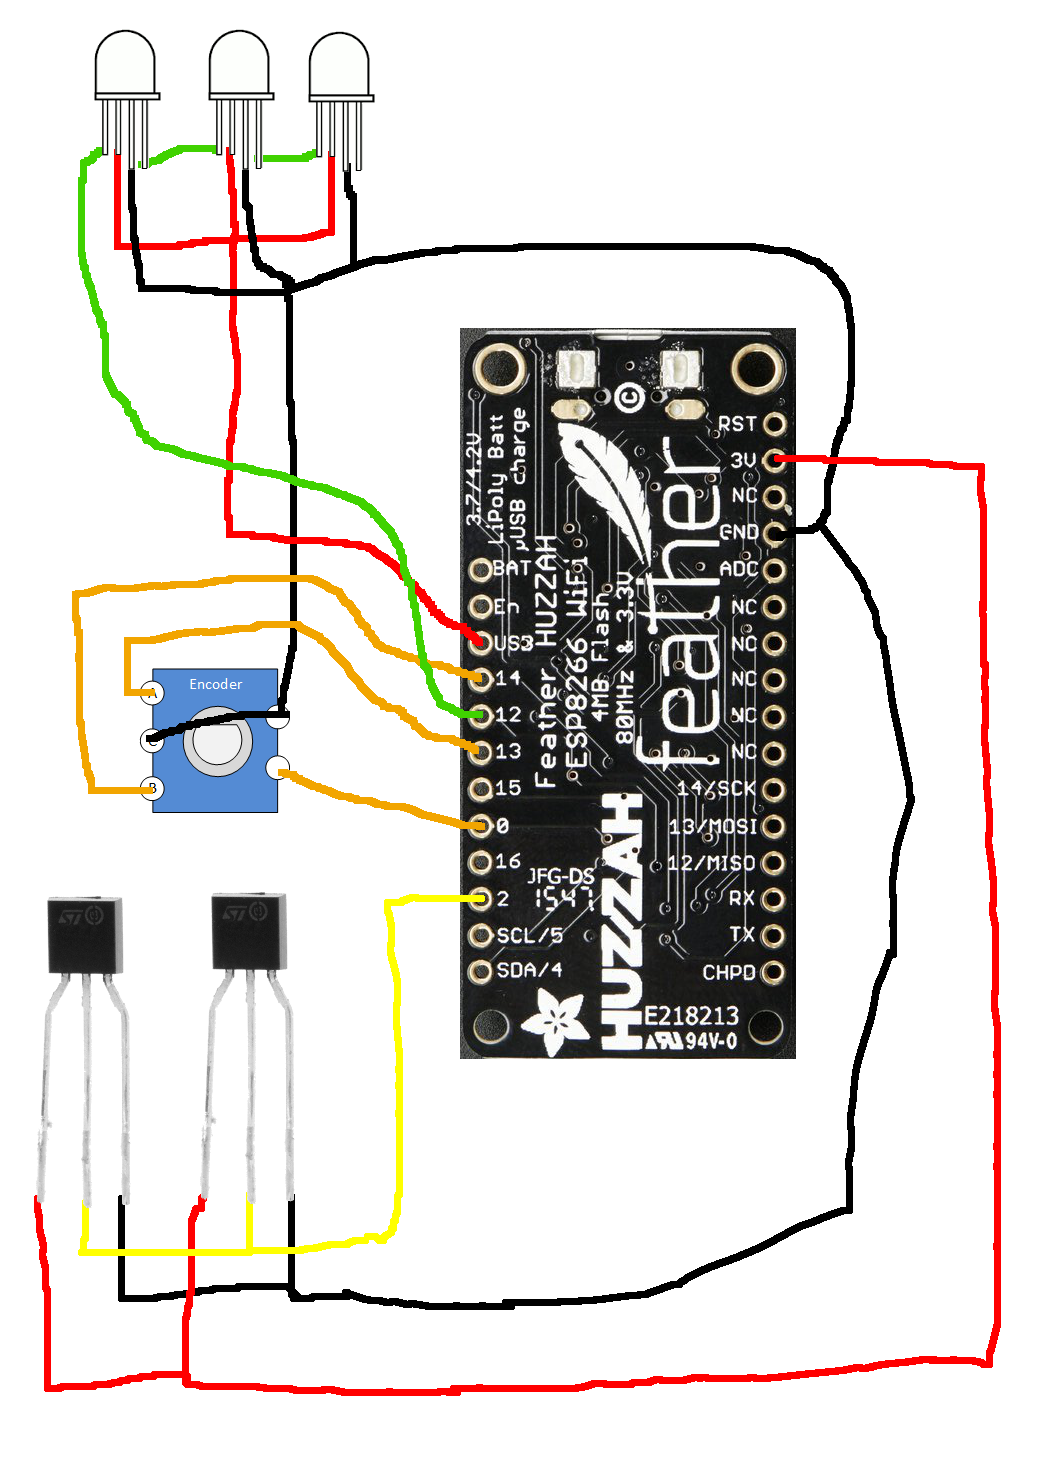 RST
3V
NC
GND
ADC
NC
NC
NC
NC
NC
14/SCK
13/MOSI
12/MISO
RX
TX
CHPD
3.7/4.2V
LiPoly Batt
µUSB charge
BAT
En
USB
14
12
13
15
0
16
2
SCL/5
SDA/4
Feather HUZZAH
ESP8266 WiFi
4MB Flash
80MHz & 3.3V
feather
HUZZAH
JFG-DS
1547
E218213
94V-0
Encoder
A
C
B
ST
ST